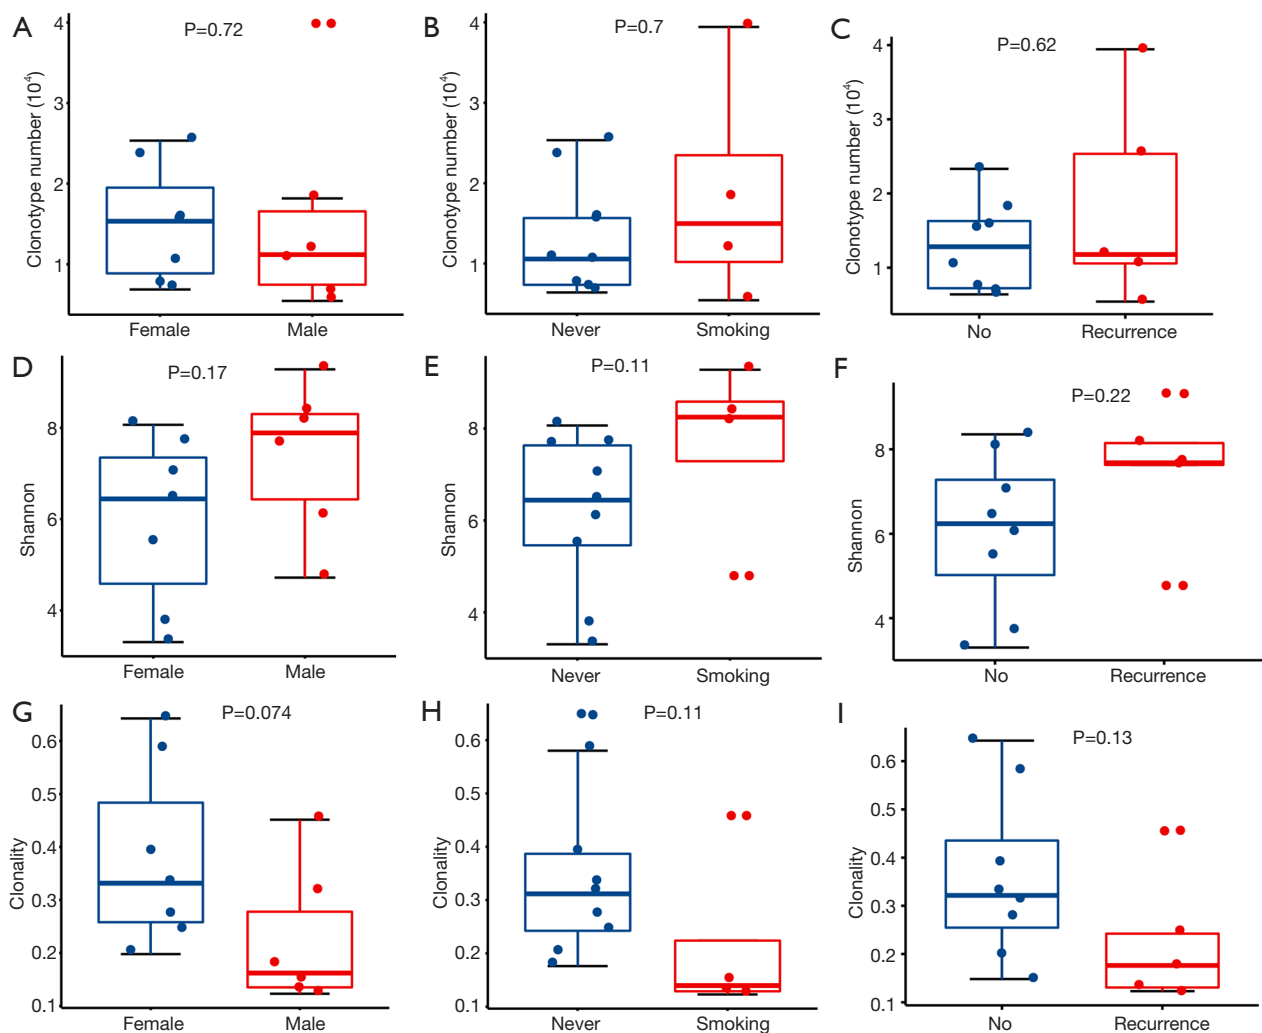 A
P=0.72
Clonotype number (10⁴)
4
3
2
1
Female
Male
B
P=0.7
Clonotype number (10⁴)
4
3
2
1
Never
Smoking
C
P=0.62
Clonotype number (10⁴)
4
3
2
1
No
Recurrence
D
P=0.17
Shannon
8
6
4
Female
Male
E
P=0.11
Shannon
8
6
4
Never
Smoking
F
P=0.22
Shannon
8
6
4
No
Recurrence
G
P=0.074
Clonality
0.6
0.5
0.4
0.3
0.2
0.1
Female
Male
H
P=0.11
Clonality
0.6
0.5
0.4
0.3
0.2
0.1
Never
Smoking
I
P=0.13
Clonality
0.6
0.5
0.4
0.3
0.2
0.1
No
Recurrence